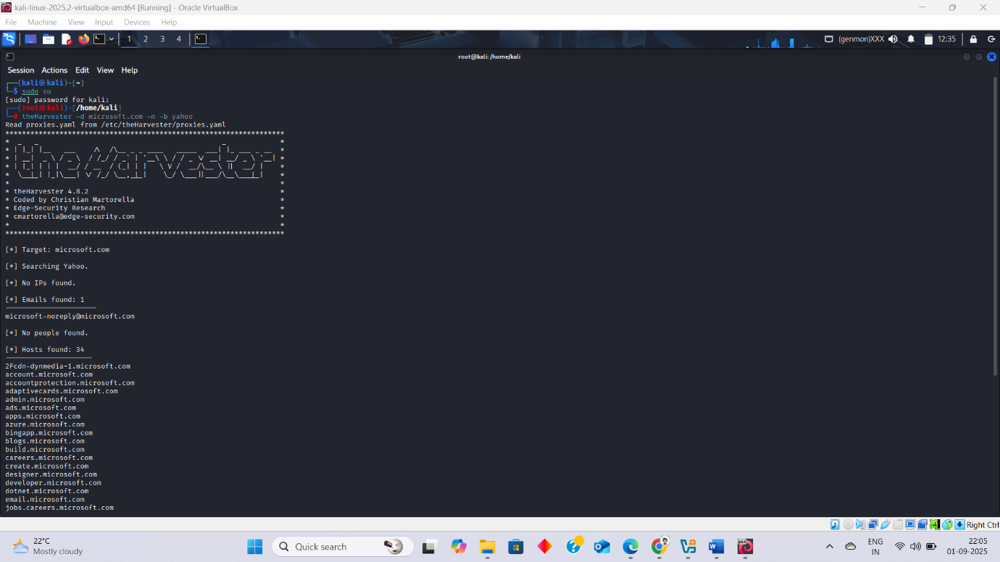 kali-linux-2025.2-virtualbox-amd64 [Running] - Oracle VirtualBox
File Machine View Input Devices Help
1 2 3 4 (genmon)XXX 12:35
root@kali: /home/kali
Session Actions Edit View Help
┌──(kali㉿kali)-[~]
└─$ sudo su
[sudo] password for kali:
┌──(root㉿kali)-[/home/kali]
└─# theHarvester -d microsoft.com -n -b yahoo
Read proxies.yaml from /etc/theHarvester/proxies.yaml
*******************************************************************
theHarvester
* theHarvester 4.8.2 *
* Coded by Christian Martorella *
* Edge-Security Research *
* cmartorella@edge-security.com *
* *
*******************************************************************
[*] Target: microsoft.com
[*] Searching Yahoo.
[*] No IPs found.
[*] Emails found: 1
microsoft-noreply@microsoft.com
[*] No people found.
[*] Hosts found: 34
2Fcdn-dynmedia-1.microsoft.com
account.microsoft.com
accountprotection.microsoft.com
adaptivecards.microsoft.com
admin.microsoft.com
ads.microsoft.com
apps.microsoft.com
azure.microsoft.com
bingapp.microsoft.com
blogs.microsoft.com
build.microsoft.com
careers.microsoft.com
create.microsoft.com
designer.microsoft.com
developer.microsoft.com
dotnet.microsoft.com
email.microsoft.com
jobs.careers.microsoft.com
Right Ctrl
22°C
Mostly cloudy
Quick search
ENG
IN
22:05
01-09-2025